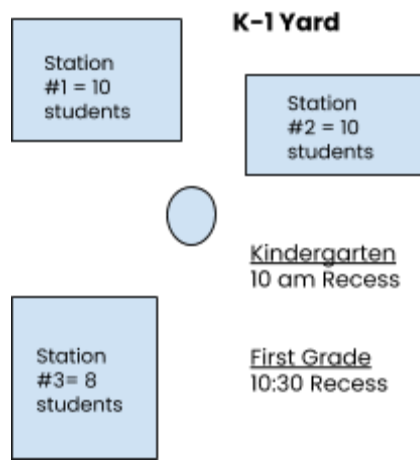 K-1 Yard
Station
#1 = 10
students
Station
#2 = 10
students
Kindergarten
10 am Recess
Station
#3= 8
students
First Grade
10:30 Recess